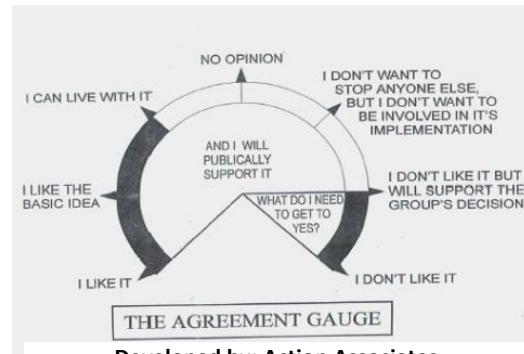 NO OPINION
I CAN LIVE WITH IT
I DON'T WANT TO
STOP ANYONE ELSE,
BUT I DON'T WANT TO
BE INVOLVED IN IT'S
IMPLEMENTATION
AND I WILL
PUBLICALLY
SUPPORT IT
I LIKE THE
BASIC IDEA
WHAT DO I NEED
TO GET TO
YES?
I DON'T LIKE IT BUT
WILL SUPPORT THE
GROUP'S DECISION
I LIKE IT
I DON'T LIKE IT
THE AGREEMENT GAUGE
Developed by: Action Associates